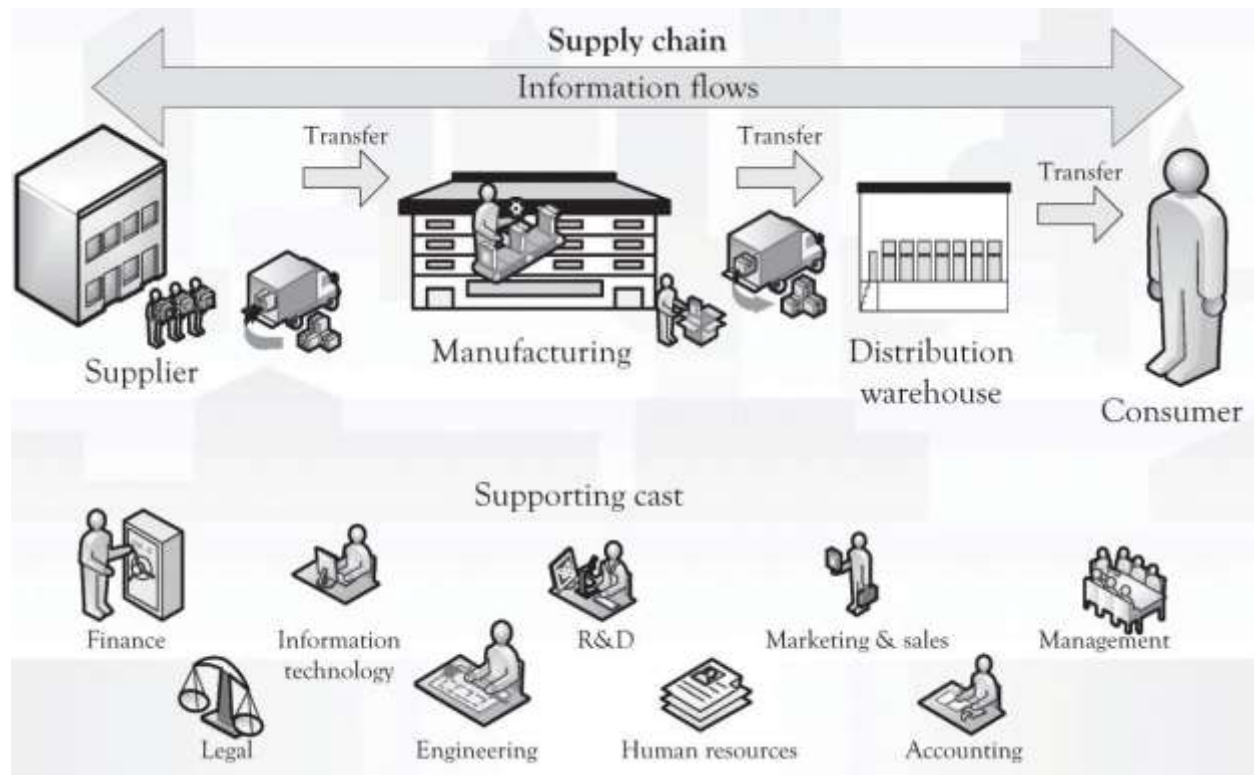 Supply chain
Information flows
Transfer
Transfer
Transfer
Supplier
Manufacturing
Distribution
warehouse
Consumer
Supporting cast
Finance
Information
technology
R&D
Marketing & sales
Management
Legal
Engineering
Human resources
Accounting